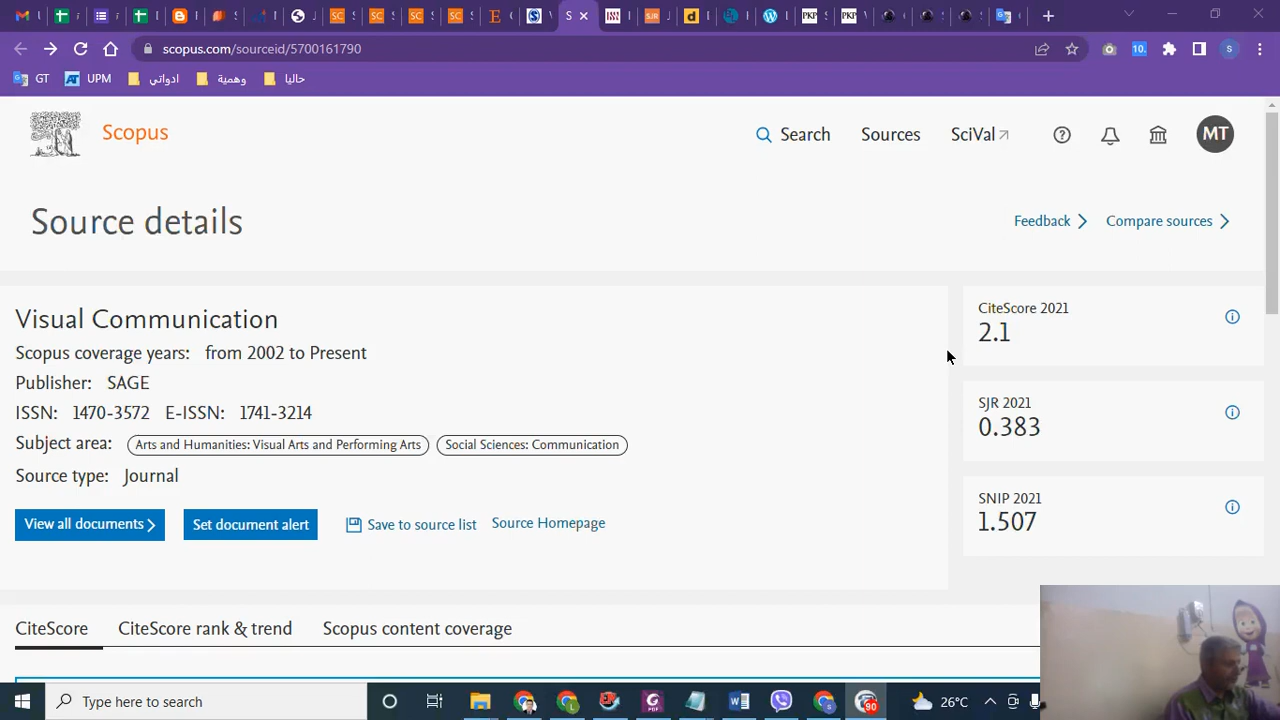 scopus.com/sourceid/5700161790
GT
UPM
ادواتي
وهمية
حاليا
Scopus
Search
Sources
SciVal
MT
Source details
Feedback
Compare sources
Visual Communication
Scopus coverage years: from 2002 to Present
Publisher: SAGE
ISSN: 1470-3572 E-ISSN: 1741-3214
Subject area: Arts and Humanities: Visual Arts and Performing Arts Social Sciences: Communication
Source type: Journal
View all documents
Set document alert
Save to source list
Source Homepage
CiteScore 2021
2.1
SJR 2021
0.383
SNIP 2021
1.507
CiteScore
CiteScore rank & trend
Scopus content coverage
Type here to search
90
26°C